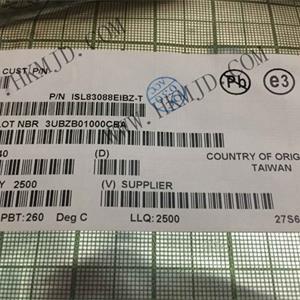 CUST. P/N
P/N ISL83088EIBZ-T
LOT NBR 3UBZB01000CBA
Pb
e3
40
(D)
COUNTRY OF ORIG
TAIWAN
Y 2500
(V) SUPPLIER
PBT:260 Deg C
LLQ:2500
27S6
WWW.HKMJD.COM